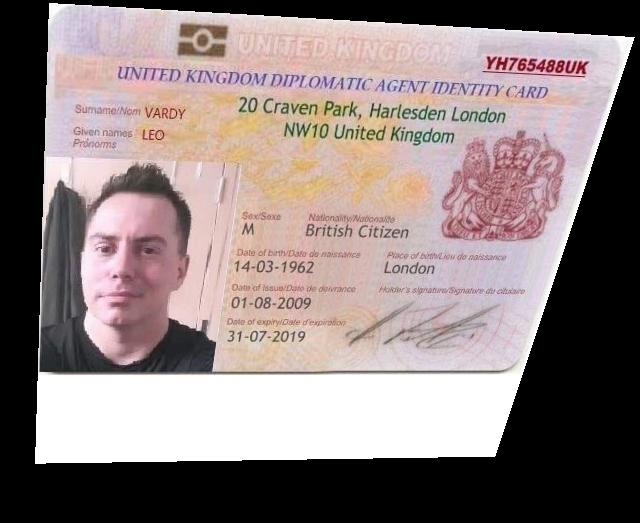 UNITED KINGDOM
YH765488UK
UNITED KINGDOM DIPLOMATIC AGENT IDENTITY CARD
Surname/Nom VARDY
20 Craven Park, Harlesden London
NW10 United Kingdom
Given names LEO
Prénoms
Sex/Sexe Nationality/Nationalité
M British Citizen
Date of birth/Date de naissance Place of birth/Lieu de naissance
14-03-1962 London
Date of issue/Date de délivrance Holder's signature/Signature du titulaire
01-08-2009
Date of expiry/Date d'expiration
31-07-2019